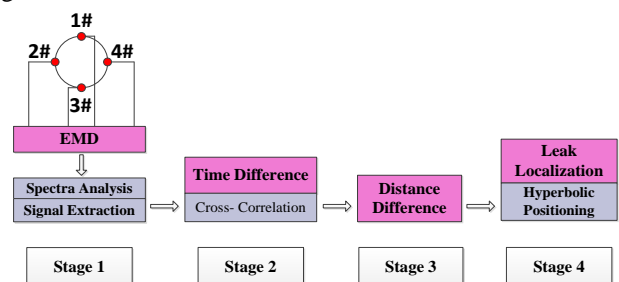 1#
2#
4#
3#
EMD
Spectra Analysis
Signal Extraction
Time Difference
Cross- Correlation
Distance
Difference
Leak
Localization
Hyperbolic
Positioning
Stage 1
Stage 2
Stage 3
Stage 4